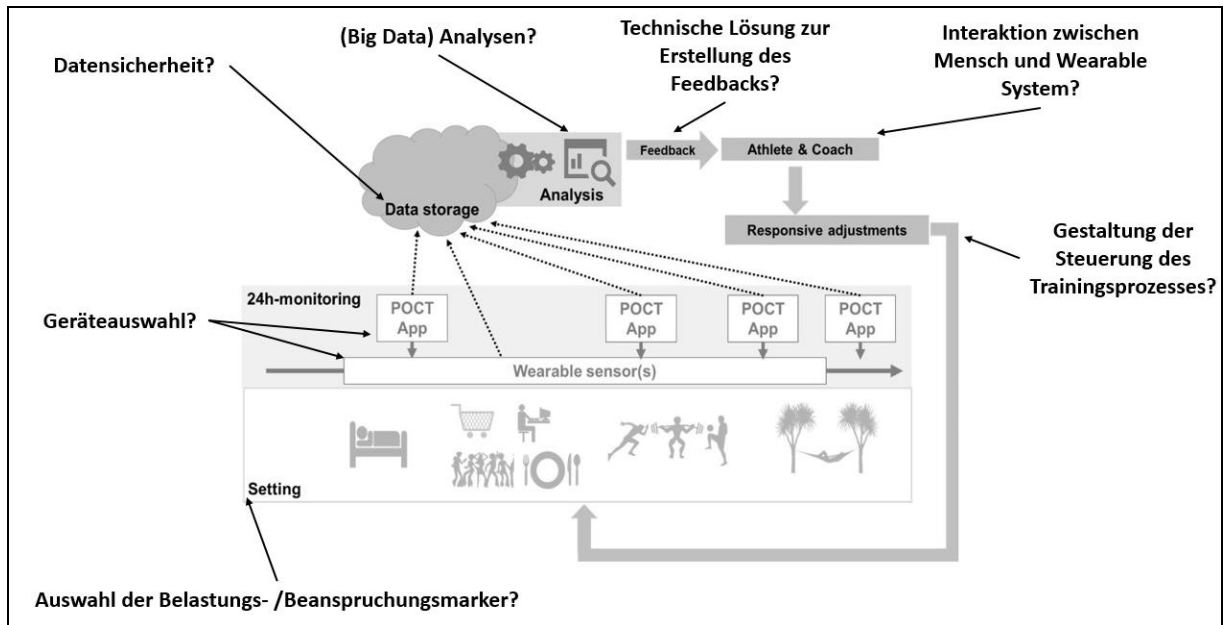 (Big Data) Analysen?
Datensicherheit?
Technische Lösung zur
Erstellung des
Feedbacks?
Interaktion zwischen
Mensch und Wearable
System?
Feedback
Athlete & Coach
Analysis
Data storage
Responsive adjustments
Gestaltung der
Steuerung des
Trainingsprozesses?
24h-monitoring
Geräteauswahl?
POCT
App
POCT
App
POCT
App
POCT
App
Wearable sensor(s)
Setting
Auswahl der Belastungs- /Beanspruchungsmarker?